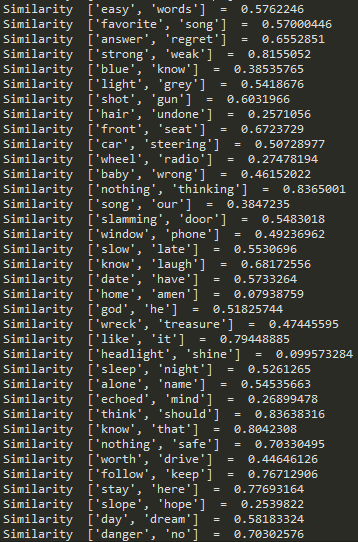 Similarity  ['easy', 'words']  =  0.5762246
Similarity  ['favorite', 'song']  =  0.57000446
Similarity  ['answer', 'regret']  =  0.6552851
Similarity  ['strong', 'weak']  =  0.8155052
Similarity  ['blue', 'know']  =  0.38535765
Similarity  ['light', 'grey']  =  0.5418676
Similarity  ['shot', 'gun']  =  0.6031966
Similarity  ['hair', 'undone']  =  0.2571056
Similarity  ['front', 'seat']  =  0.6723729
Similarity  ['car', 'steering']  =  0.50728977
Similarity  ['wheel', 'radio']  =  0.27478194
Similarity  ['baby', 'wrong']  =  0.46152022
Similarity  ['nothing', 'thinking']  =  0.8365001
Similarity  ['song', 'our']  =  0.3847235
Similarity  ['slamming', 'door']  =  0.5483018
Similarity  ['window', 'phone']  =  0.49236962
Similarity  ['slow', 'late']  =  0.5530696
Similarity  ['know', 'laugh']  =  0.68172556
Similarity  ['date', 'have']  =  0.5733264
Similarity  ['home', 'amen']  =  0.07938759
Similarity  ['god', 'he']  =  0.51825744
Similarity  ['wreck', 'treasure']  =  0.47445595
Similarity  ['like', 'it']  =  0.79448885
Similarity  ['headlight', 'shine']  =  0.099573284
Similarity  ['sleep', 'night']  =  0.5261265
Similarity  ['alone', 'name']  =  0.54535663
Similarity  ['echoed', 'mind']  =  0.26899478
Similarity  ['think', 'should']  =  0.83638316
Similarity  ['know', 'that']  =  0.8042308
Similarity  ['nothing', 'safe']  =  0.70330495
Similarity  ['worth', 'drive']  =  0.44646126
Similarity  ['follow', 'keep']  =  0.76712906
Similarity  ['stay', 'here']  =  0.77693164
Similarity  ['slope', 'hope']  =  0.2539822
Similarity  ['day', 'dream']  =  0.58183324
Similarity  ['danger', 'no']  =  0.70302576